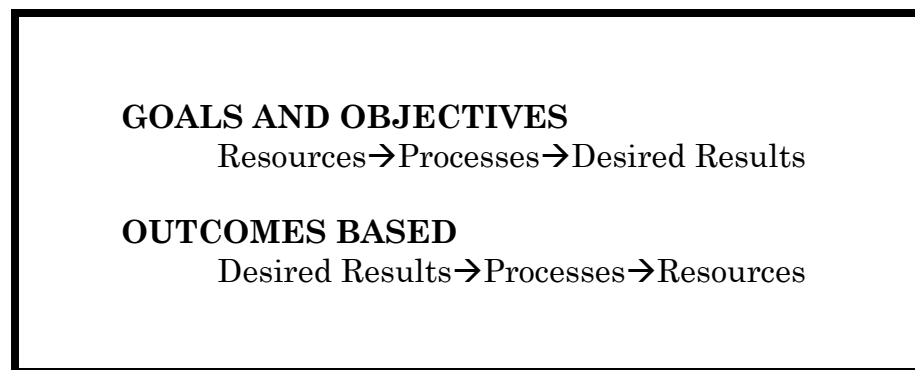 GOALS AND OBJECTIVES
Resources→Processes→Desired Results
OUTCOMES BASED
Desired Results→Processes→Resources